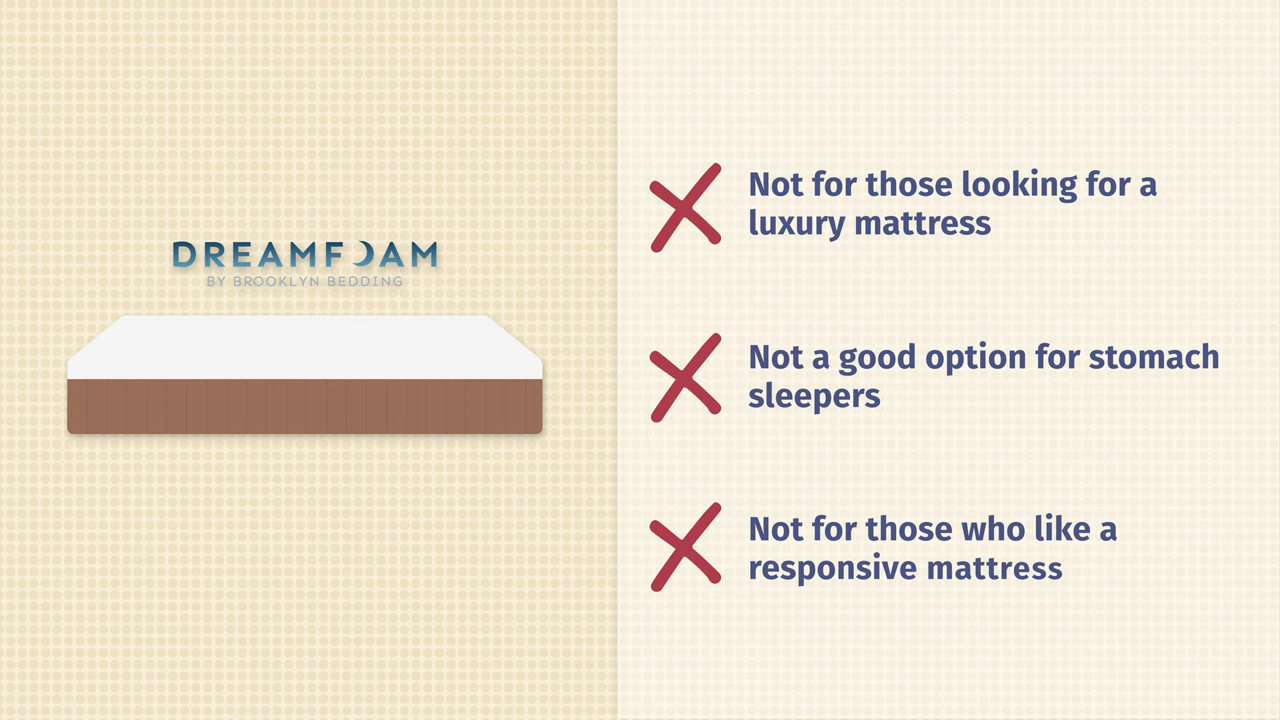 DREAMFOAM
BY BROOKLYN BEDDING
Not for those looking for a
luxury mattress
Not a good option for stomach
sleepers
Not for those who like a
responsive mattress